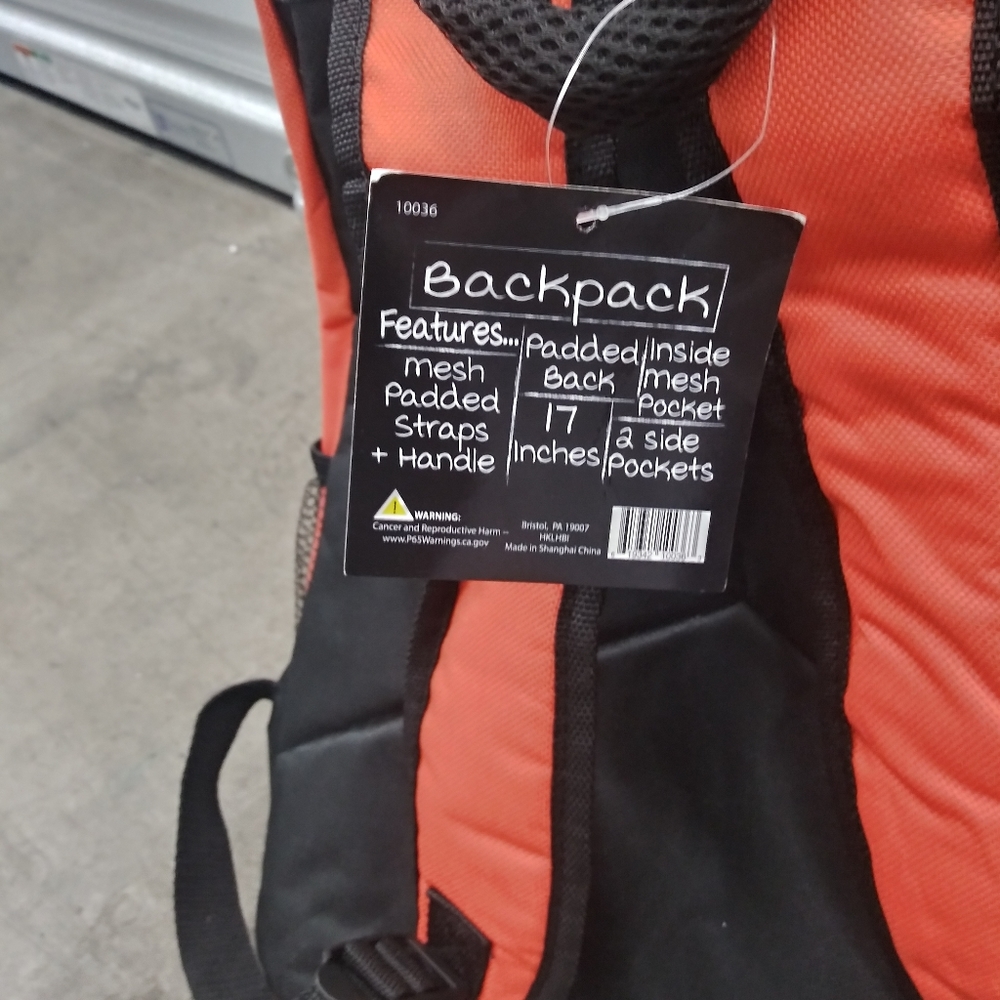 10036
Backpack
Features...
mesh
Padded
Straps
+ Handle
Padded
Back
17
Inches
Inside
mesh
Pocket
2 side
Pockets
WARNING:
Cancer and Reproductive Harm --
www.P65Warnings.ca.gov
Bristol, PA 19007
HKLHBI
Made in Shanghai China